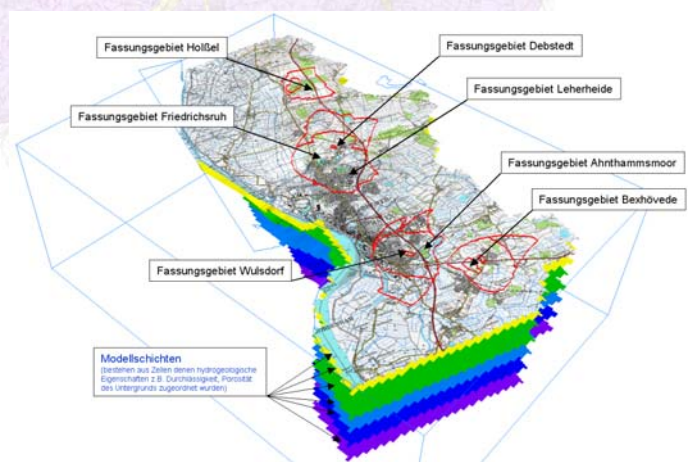 Fassungsgebiet Holßel
Fassungsgebiet Debstedt
Fassungsgebiet Leherheide
Fassungsgebiet Friedrichsruh
Fassungsgebiet Ahnthammsmoor
Fassungsgebiet Bexhövede
Fassungsgebiet Wulsdorf
Modellschichten
(bestehen aus Zellen denen hydrogeologische
Eigenschaften z.B. Durchlässigkeit, Porosität
des Untergrunds zugeordnet wurden)